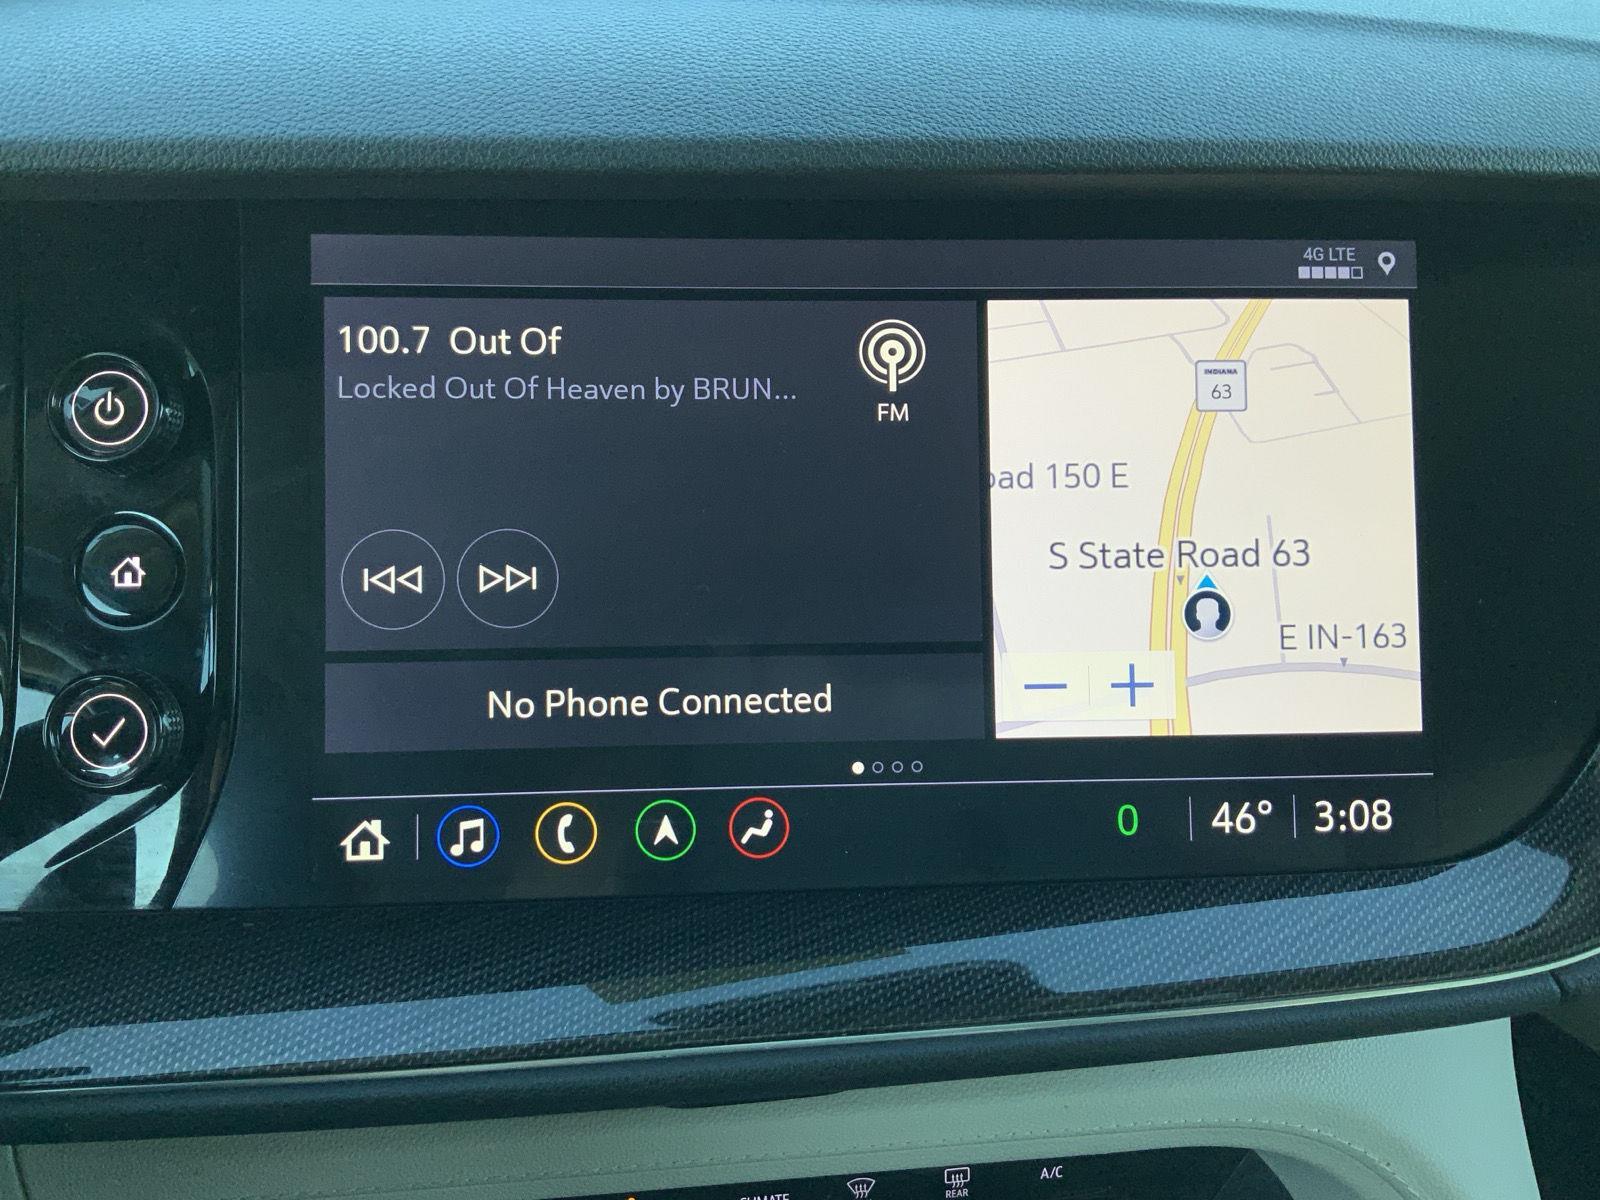 4G LTE
100.7 Out Of
Locked Out Of Heaven by BRUN...
FM
INDIANA
63
oad 150 E
S State Road 63
E IN-163
− +
No Phone Connected
0 46° 3:08
CLIMATE
REAR
A/C